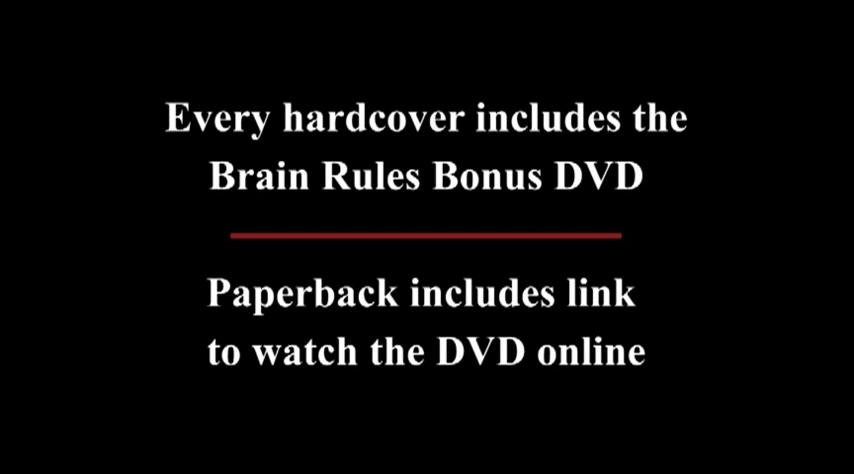 Every hardcover includes the
Brain Rules Bonus DVD
Paperback includes link
to watch the DVD online